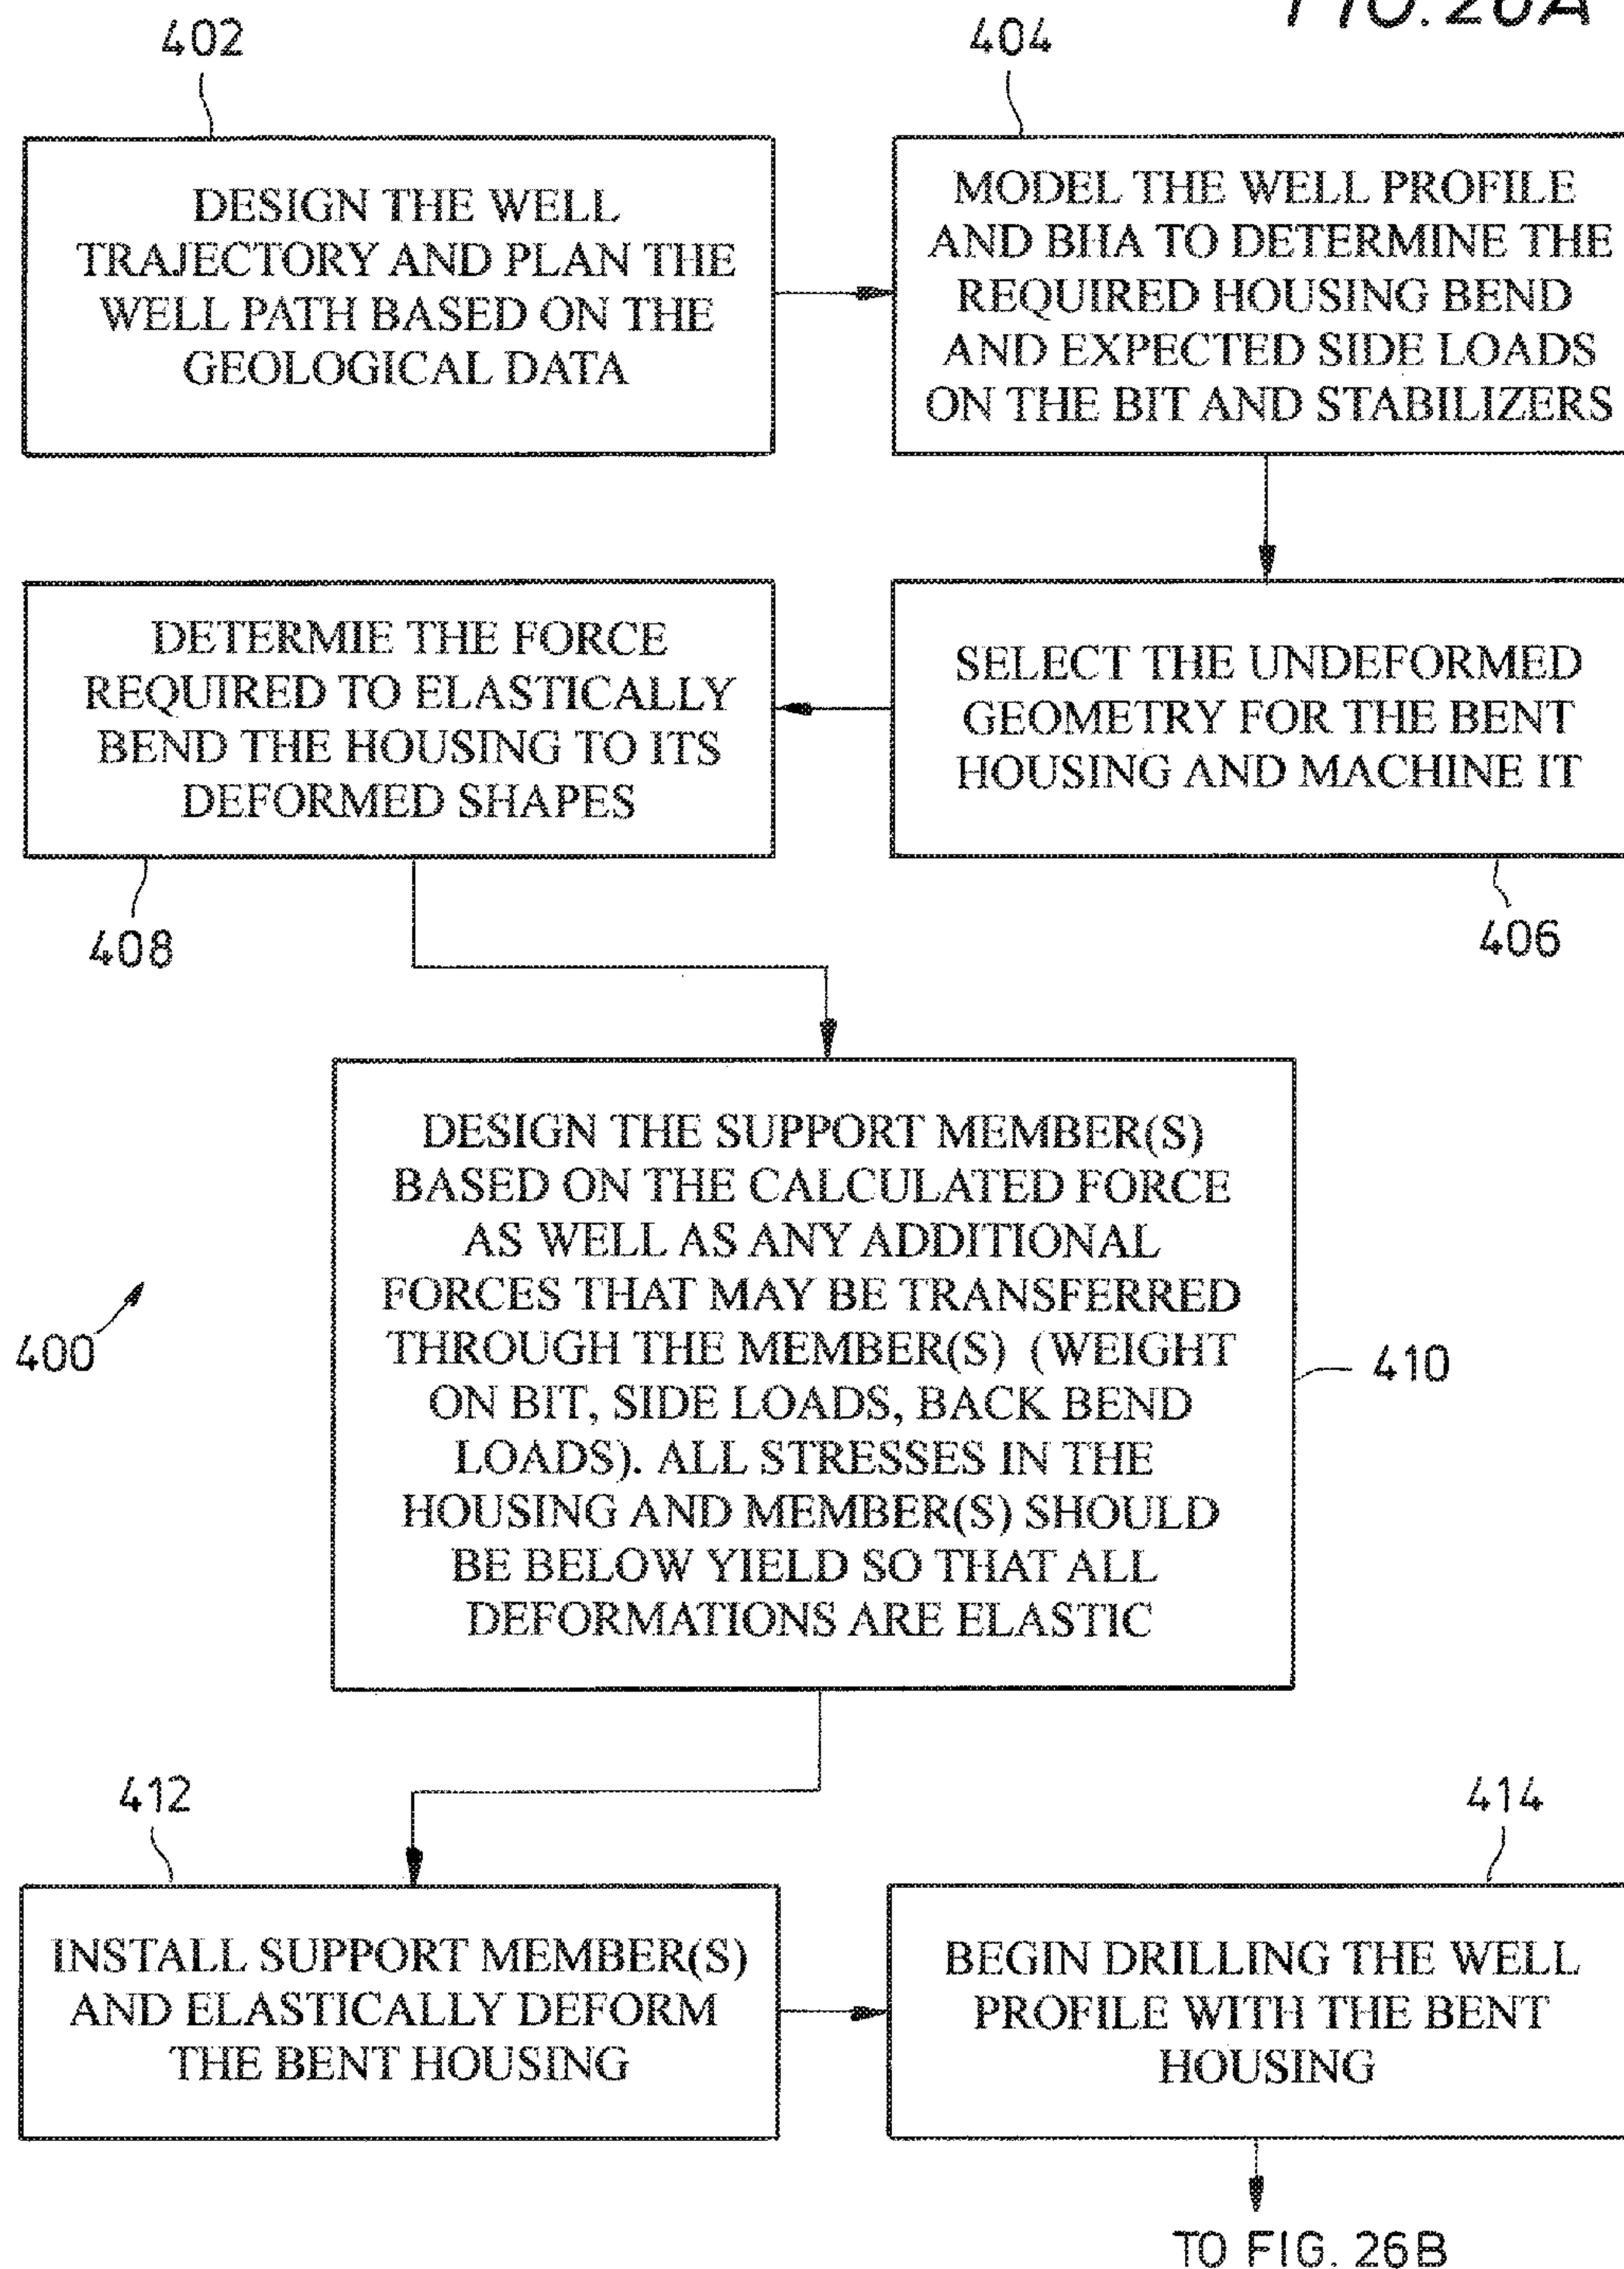 FIG. 26A
402
404
DESIGN THE WELL
TRAJECTORY AND PLAN THE
WELL PATH BASED ON THE
GEOLOGICAL DATA
MODEL THE WELL PROFILE
AND BHA TO DETERMINE THE
REQUIRED HOUSING BEND
AND EXPECTED SIDE LOADS
ON THE BIT AND STABILIZERS
SELECT THE UNDEFORMED
GEOMETRY FOR THE BENT
HOUSING AND MACHINE IT
406
DETERMIE THE FORCE
REQUIRED TO ELASTICALLY
BEND THE HOUSING TO ITS
DEFORMED SHAPES
408
DESIGN THE SUPPORT MEMBER(S)
BASED ON THE CALCULATED FORCE
AS WELL AS ANY ADDITIONAL
FORCES THAT MAY BE TRANSFERRED
THROUGH THE MEMBER(S) (WEIGHT
ON BIT, SIDE LOADS, BACK BEND
LOADS). ALL STRESSES IN THE
HOUSING AND MEMBER(S) SHOULD
BE BELOW YIELD SO THAT ALL
DEFORMATIONS ARE ELASTIC
400
410
412
414
INSTALL SUPPORT MEMBER(S)
AND ELASTICALLY DEFORM
THE BENT HOUSING
BEGIN DRILLING THE WELL
PROFILE WITH THE BENT
HOUSING
TO FIG. 26B